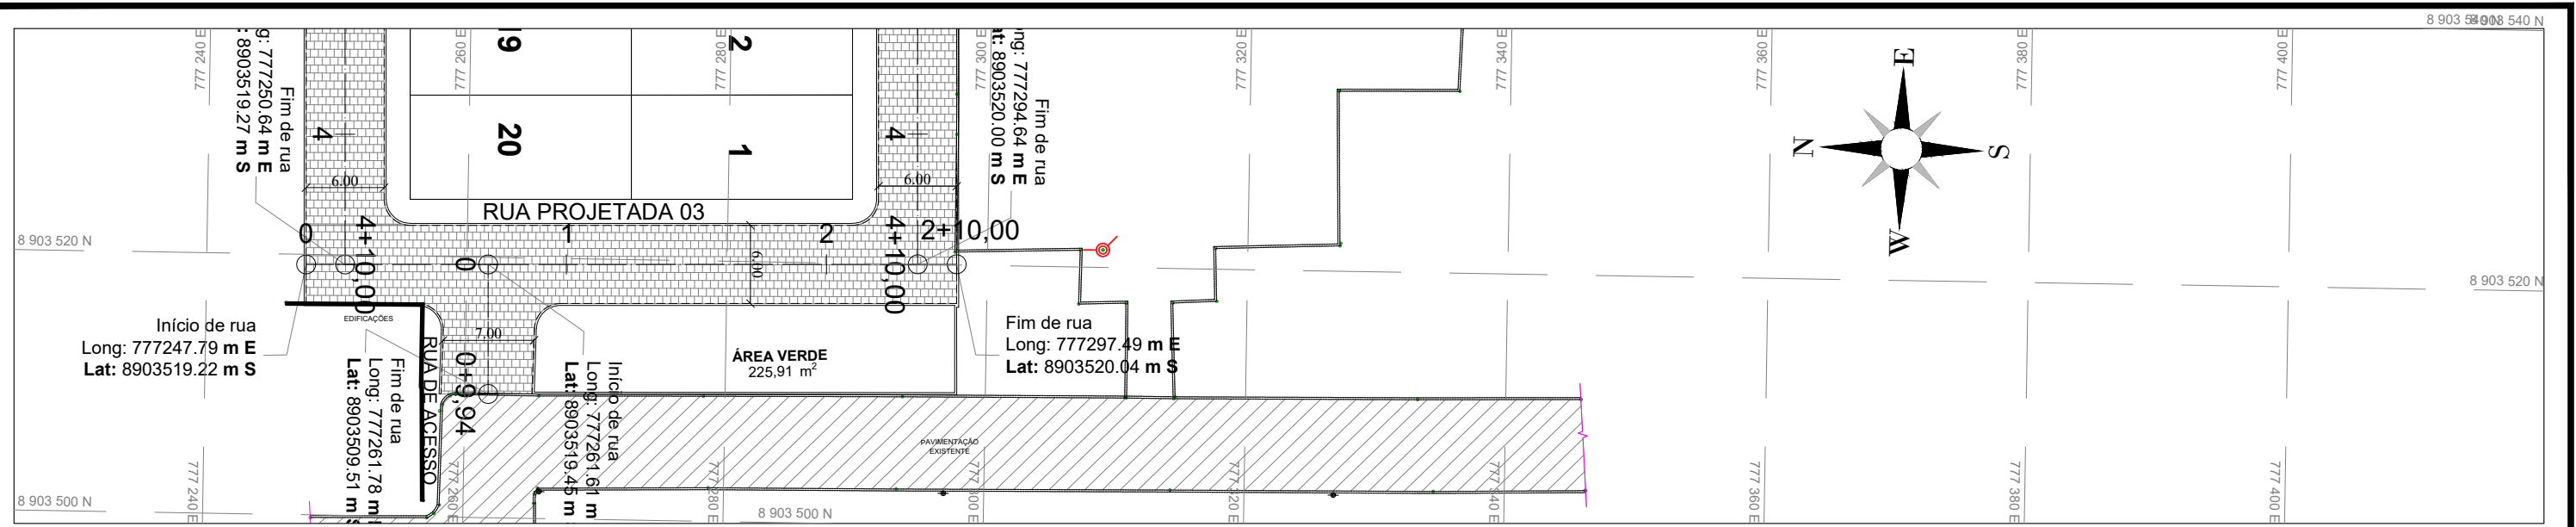 8 903 540 N
8 903 540 N
777 240 E
777 260 E
777 280 E
777 300 E
777 320 E
777 340 E
777 360 E
777 380 E
777 400 E
Fim de rua
777250.64 m E
: 8903519.27 m S
19
2
20
1
4
4
6.00
6.00
Fim de rua
ong: 777294.64 m E
at: 8903520.00 m S
E
N
S
W
RUA PROJETADA 03
8 903 520 N
0
4+10,00
0
1
2
4+10,00
2+10,00
6.00
8 903 520 N
EDIFICAÇÕES
Início de rua
Long: 777247.79 m E
Lat: 8903519.22 m S
7.00
ÁREA VERDE
225,91 m²
Fim de rua
Long: 777297.49 m E
Lat: 8903520.04 m S
Fim de rua
Long: 777261.78 m
Lat: 8903509.51 m S
RUA DE ACESSO
0+9,94
Início de rua
Long: 777261.61 m
Lat: 8903519.45 m
PAVIMENTAÇÃO
EXISTENTE
8 903 500 N
777 240 E
777 260 E
777 280 E
8 903 500 N
777 300 E
777 320 E
777 340 E
777 360 E
777 380 E
777 400 E